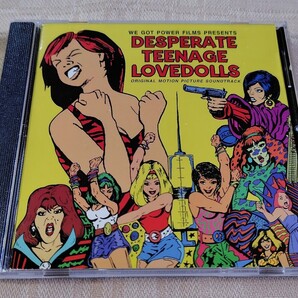 WE GOT POWER FILMS PRESENTS
DESPERATE
TEENAGE
LOVEDOLLS
ORIGINAL MOTION PICTURE SOUNDTRACK